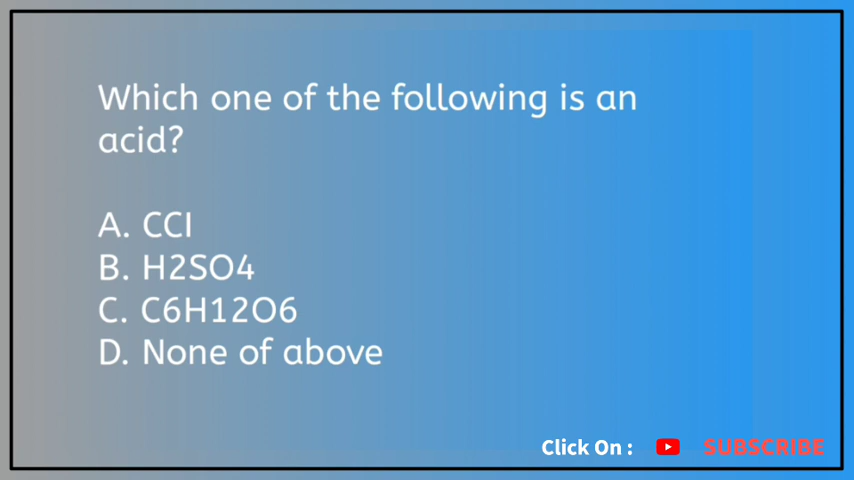 Which one of the following is an
acid?
A. CCI
B. H2SO4
C. C6H12O6
D. None of above
Click On : SUBSCRIBE